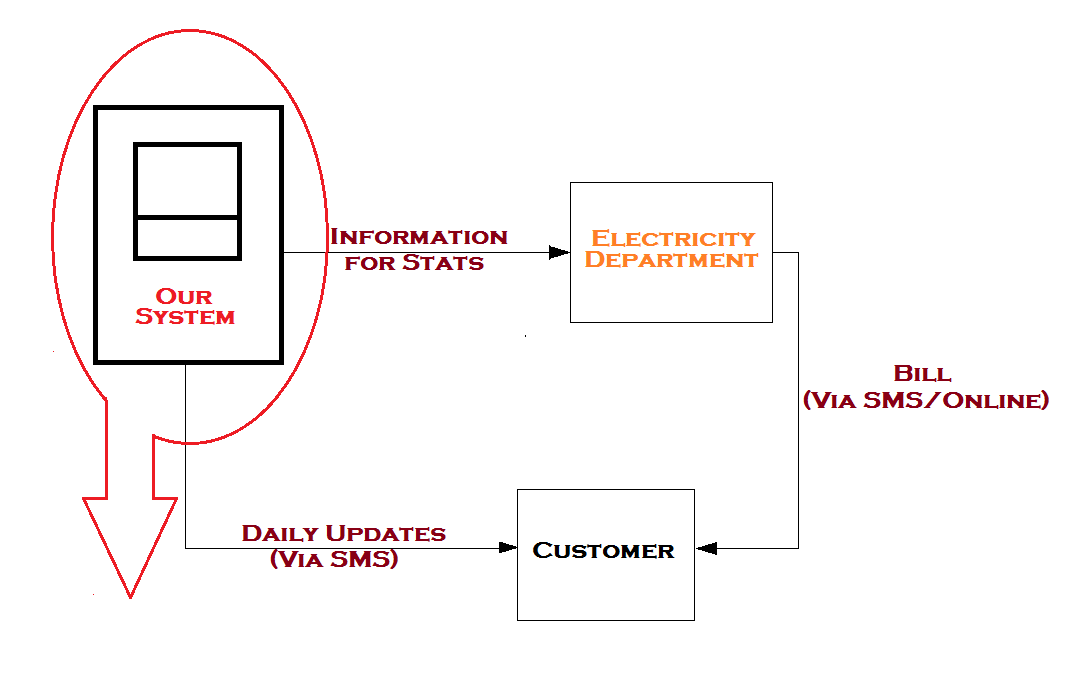 Information
for Stats
Electricity
Department
Our
System
Bill
(Via SMS/Online)
Daily Updates
(Via SMS)
Customer